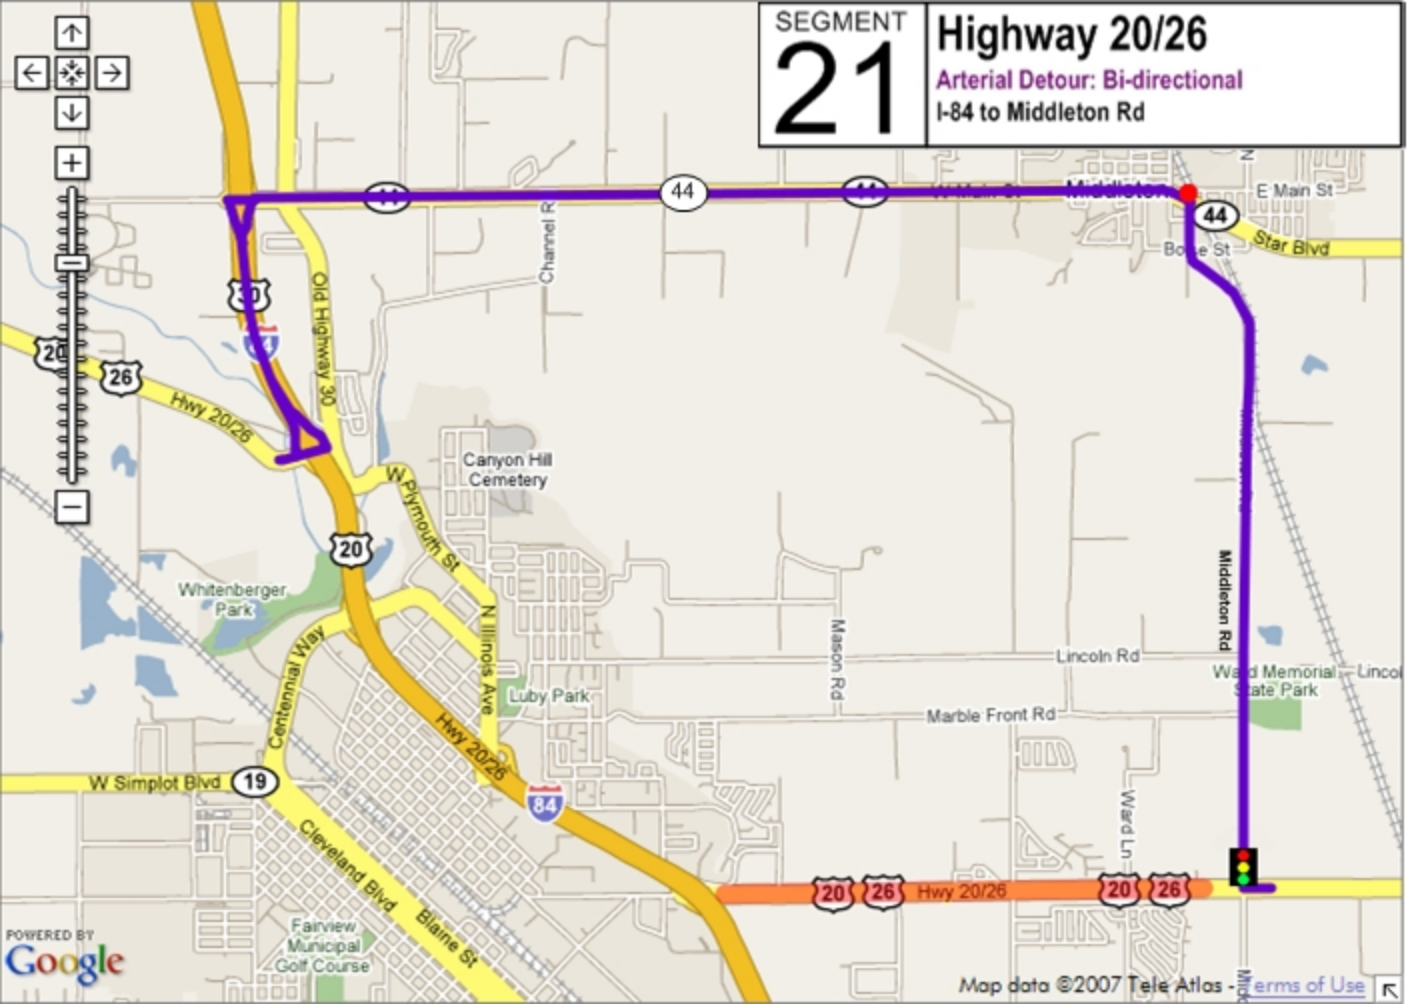 SEGMENT
21
Highway 20/26
Arterial Detour: Bi-directional
I-84 to Middleton Rd
44
44
44
W Main St
Middleton
E Main St
44
Star Blvd
Boise St
N
Channel R
30
84
Old Highway 30
20
26
Hwy 20/26
W Plymouth St
Canyon Hill
Cemetery
20
Whitenberger
Park
Centennial Way
N Illinois Ave
Luby Park
Mason Rd
Middleton Rd
Lincoln Rd
Ward Memorial
State Park
Lincol
Marble Front Rd
Hwy 20/26
W Simplot Blvd
19
84
Ward Ln
Cleveland Blvd
Blaine St
20
26
Hwy 20/26
20
26
Fairview
Municipal
Golf Course
POWERED BY
Google
Map data ©2007 Tele Atlas - Terms of Use